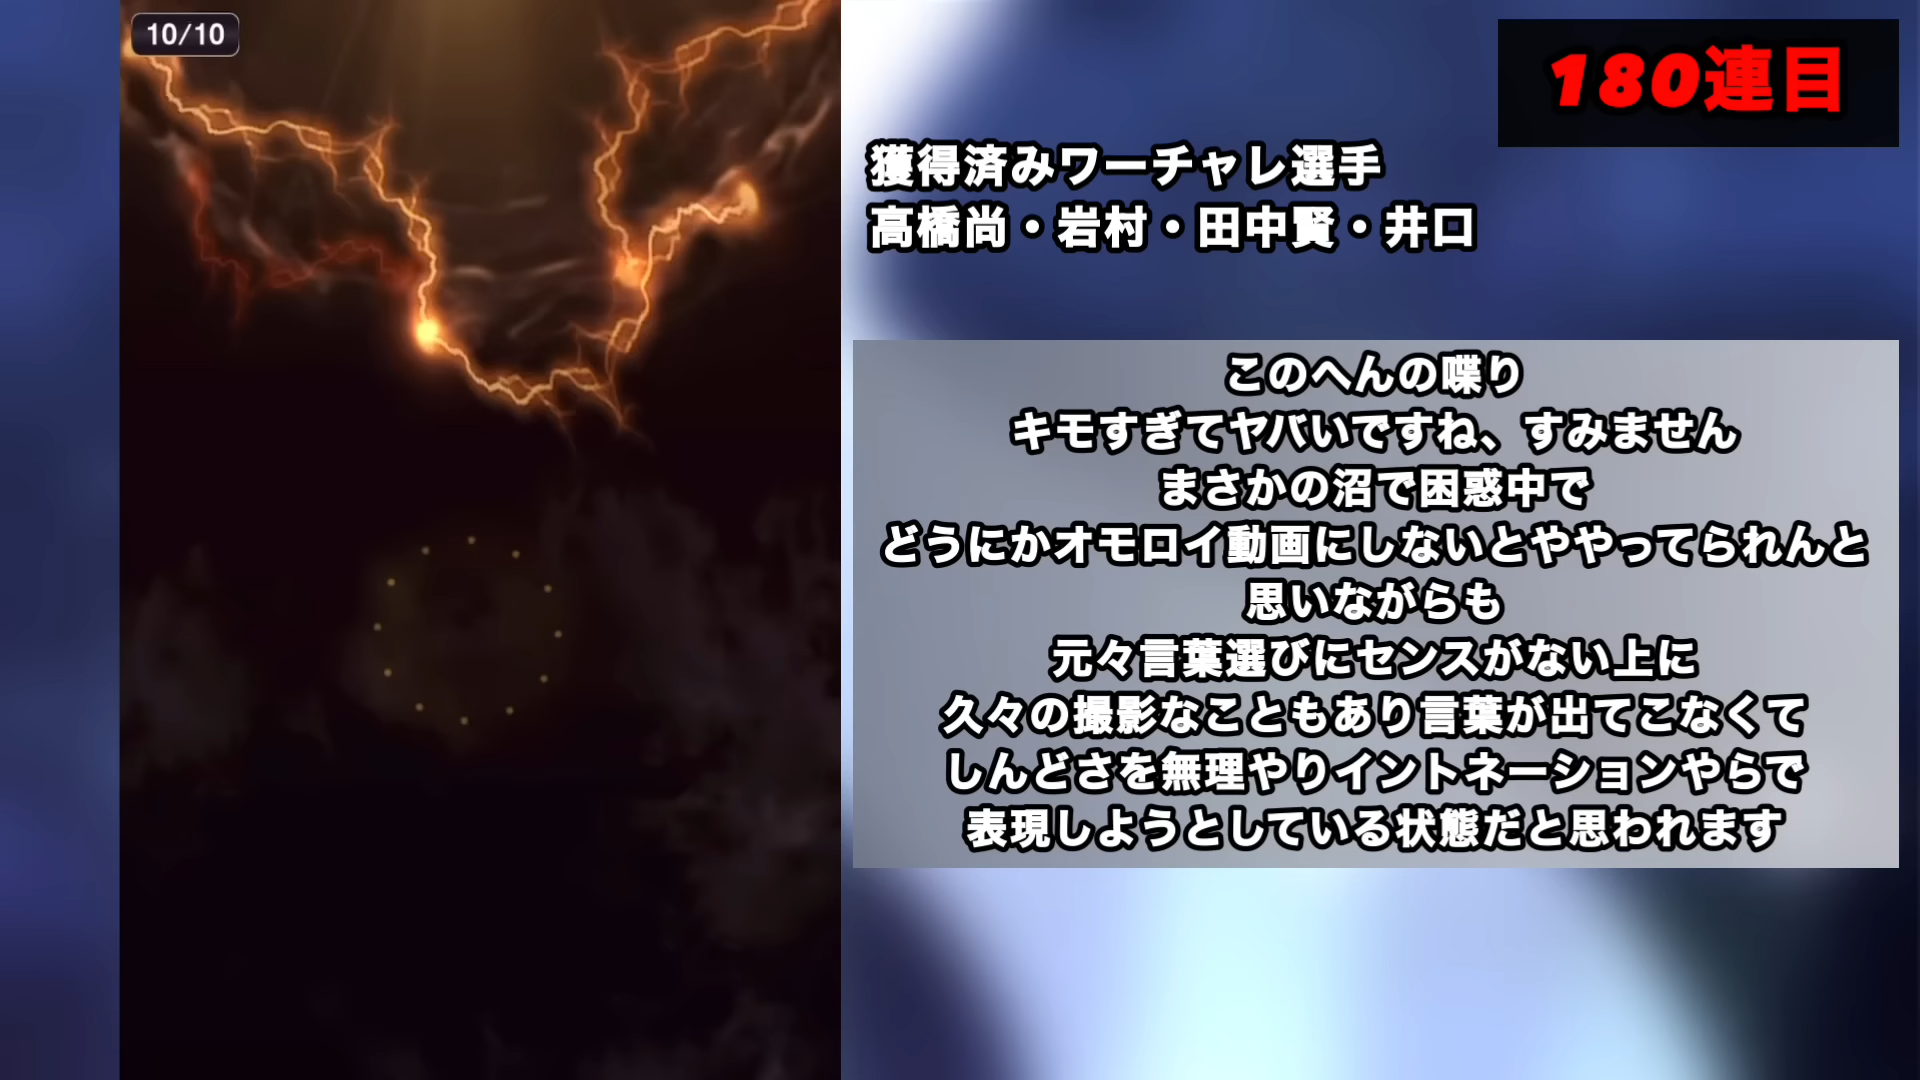 10/10
180連目
獲得済みワーチャレ選手
高橋尚・岩村・田中賢・井口
このへんの喋り
キモすぎてヤバいですね、すみません
まさかの沼で困惑中で
どうにかオモロイ動画にしないとややってられんと
思いながらも
元々言葉選びにセンスがない上に
久々の撮影なこともあり言葉が出てこなくて
しんどさを無理やりイントネーションやらで
表現しようとしている状態だと思われます